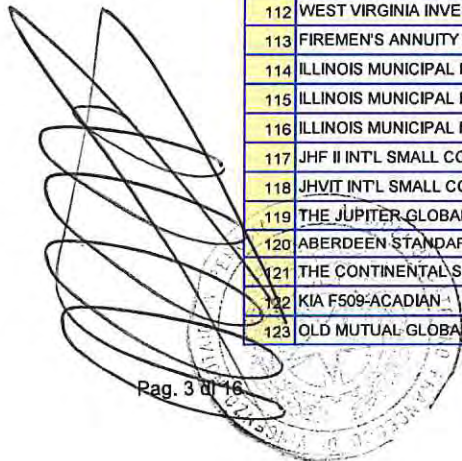 112 WEST VIRGINIA INVE
113 FIREMEN'S ANNUITY
114 ILLINOIS MUNICIPAL
115 ILLINOIS MUNICIPAL
116 ILLINOIS MUNICIPAL
117 JHF II INT'L SMALL CO
118 JHVIT INT'L SMALL CO
119 THE JUPITER GLOBA
120 ABERDEEN STANDAR
121 THE CONTINENTAL S
122 KIA F509-ACADIAN
123 OLD MUTUAL GLOBA
Pag. 3 di 16